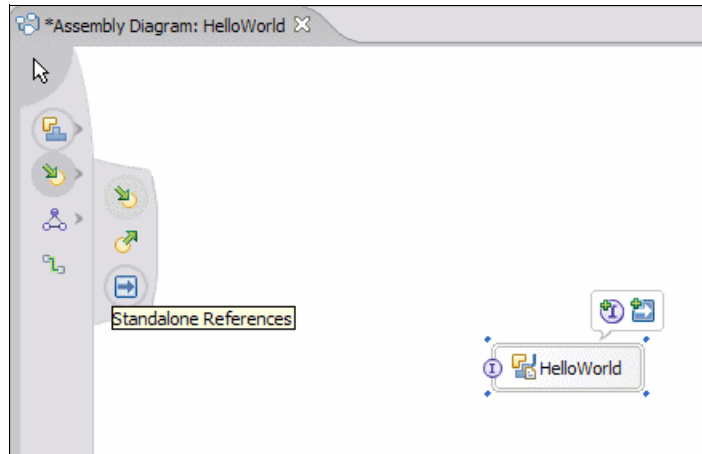 *Assembly Diagram: HelloWorld
Standalone References
I
I
HelloWorld